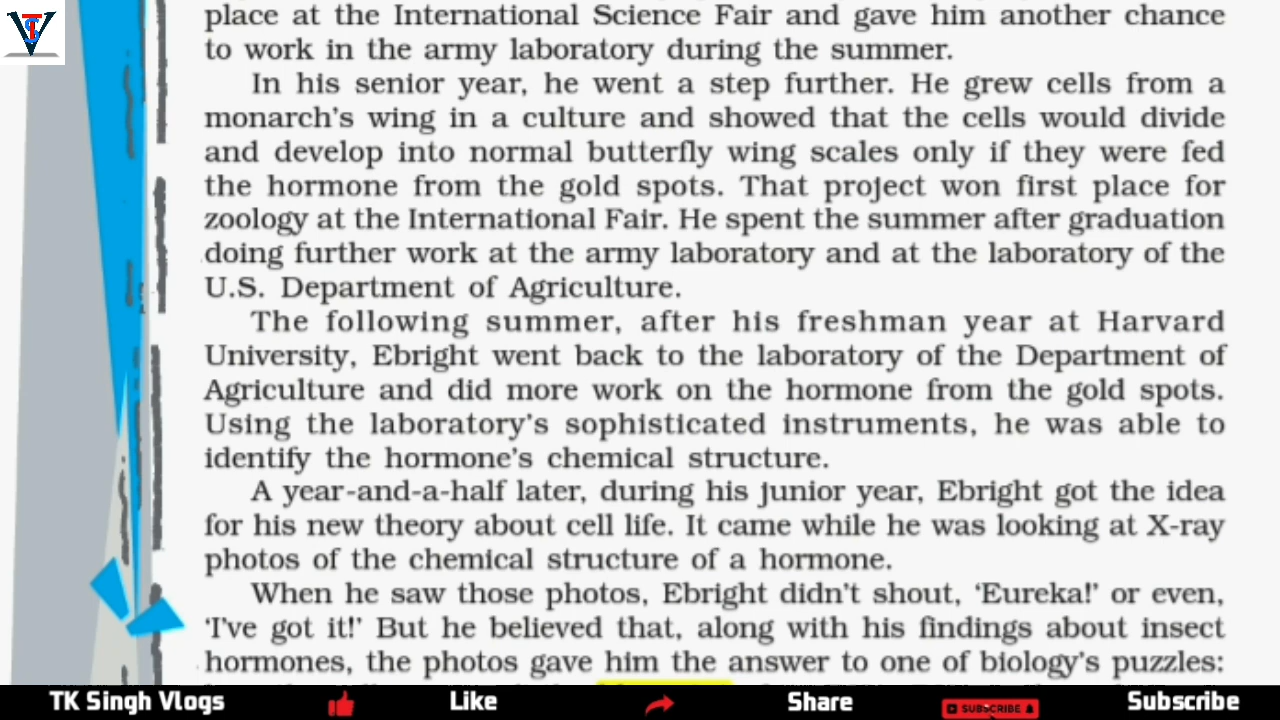 place at the International Science Fair and gave him another chance
to work in the army laboratory during the summer.
In his senior year, he went a step further. He grew cells from a
monarch's wing in a culture and showed that the cells would divide
and develop into normal butterfly wing scales only if they were fed
the hormone from the gold spots. That project won first place for
zoology at the International Fair. He spent the summer after graduation
doing further work at the army laboratory and at the laboratory of the
U.S. Department of Agriculture.
The following summer, after his freshman year at Harvard
University, Ebright went back to the laboratory of the Department of
Agriculture and did more work on the hormone from the gold spots.
Using the laboratory's sophisticated instruments, he was able to
identify the hormone's chemical structure.
A year-and-a-half later, during his junior year, Ebright got the idea
for his new theory about cell life. It came while he was looking at X-ray
photos of the chemical structure of a hormone.
When he saw those photos, Ebright didn't shout, ‘Eureka!’ or even,
‘I've got it!’ But he believed that, along with his findings about insect
hormones, the photos gave him the answer to one of biology's puzzles:
TK Singh Vlogs Like Share SUBSCRIBE Subscribe